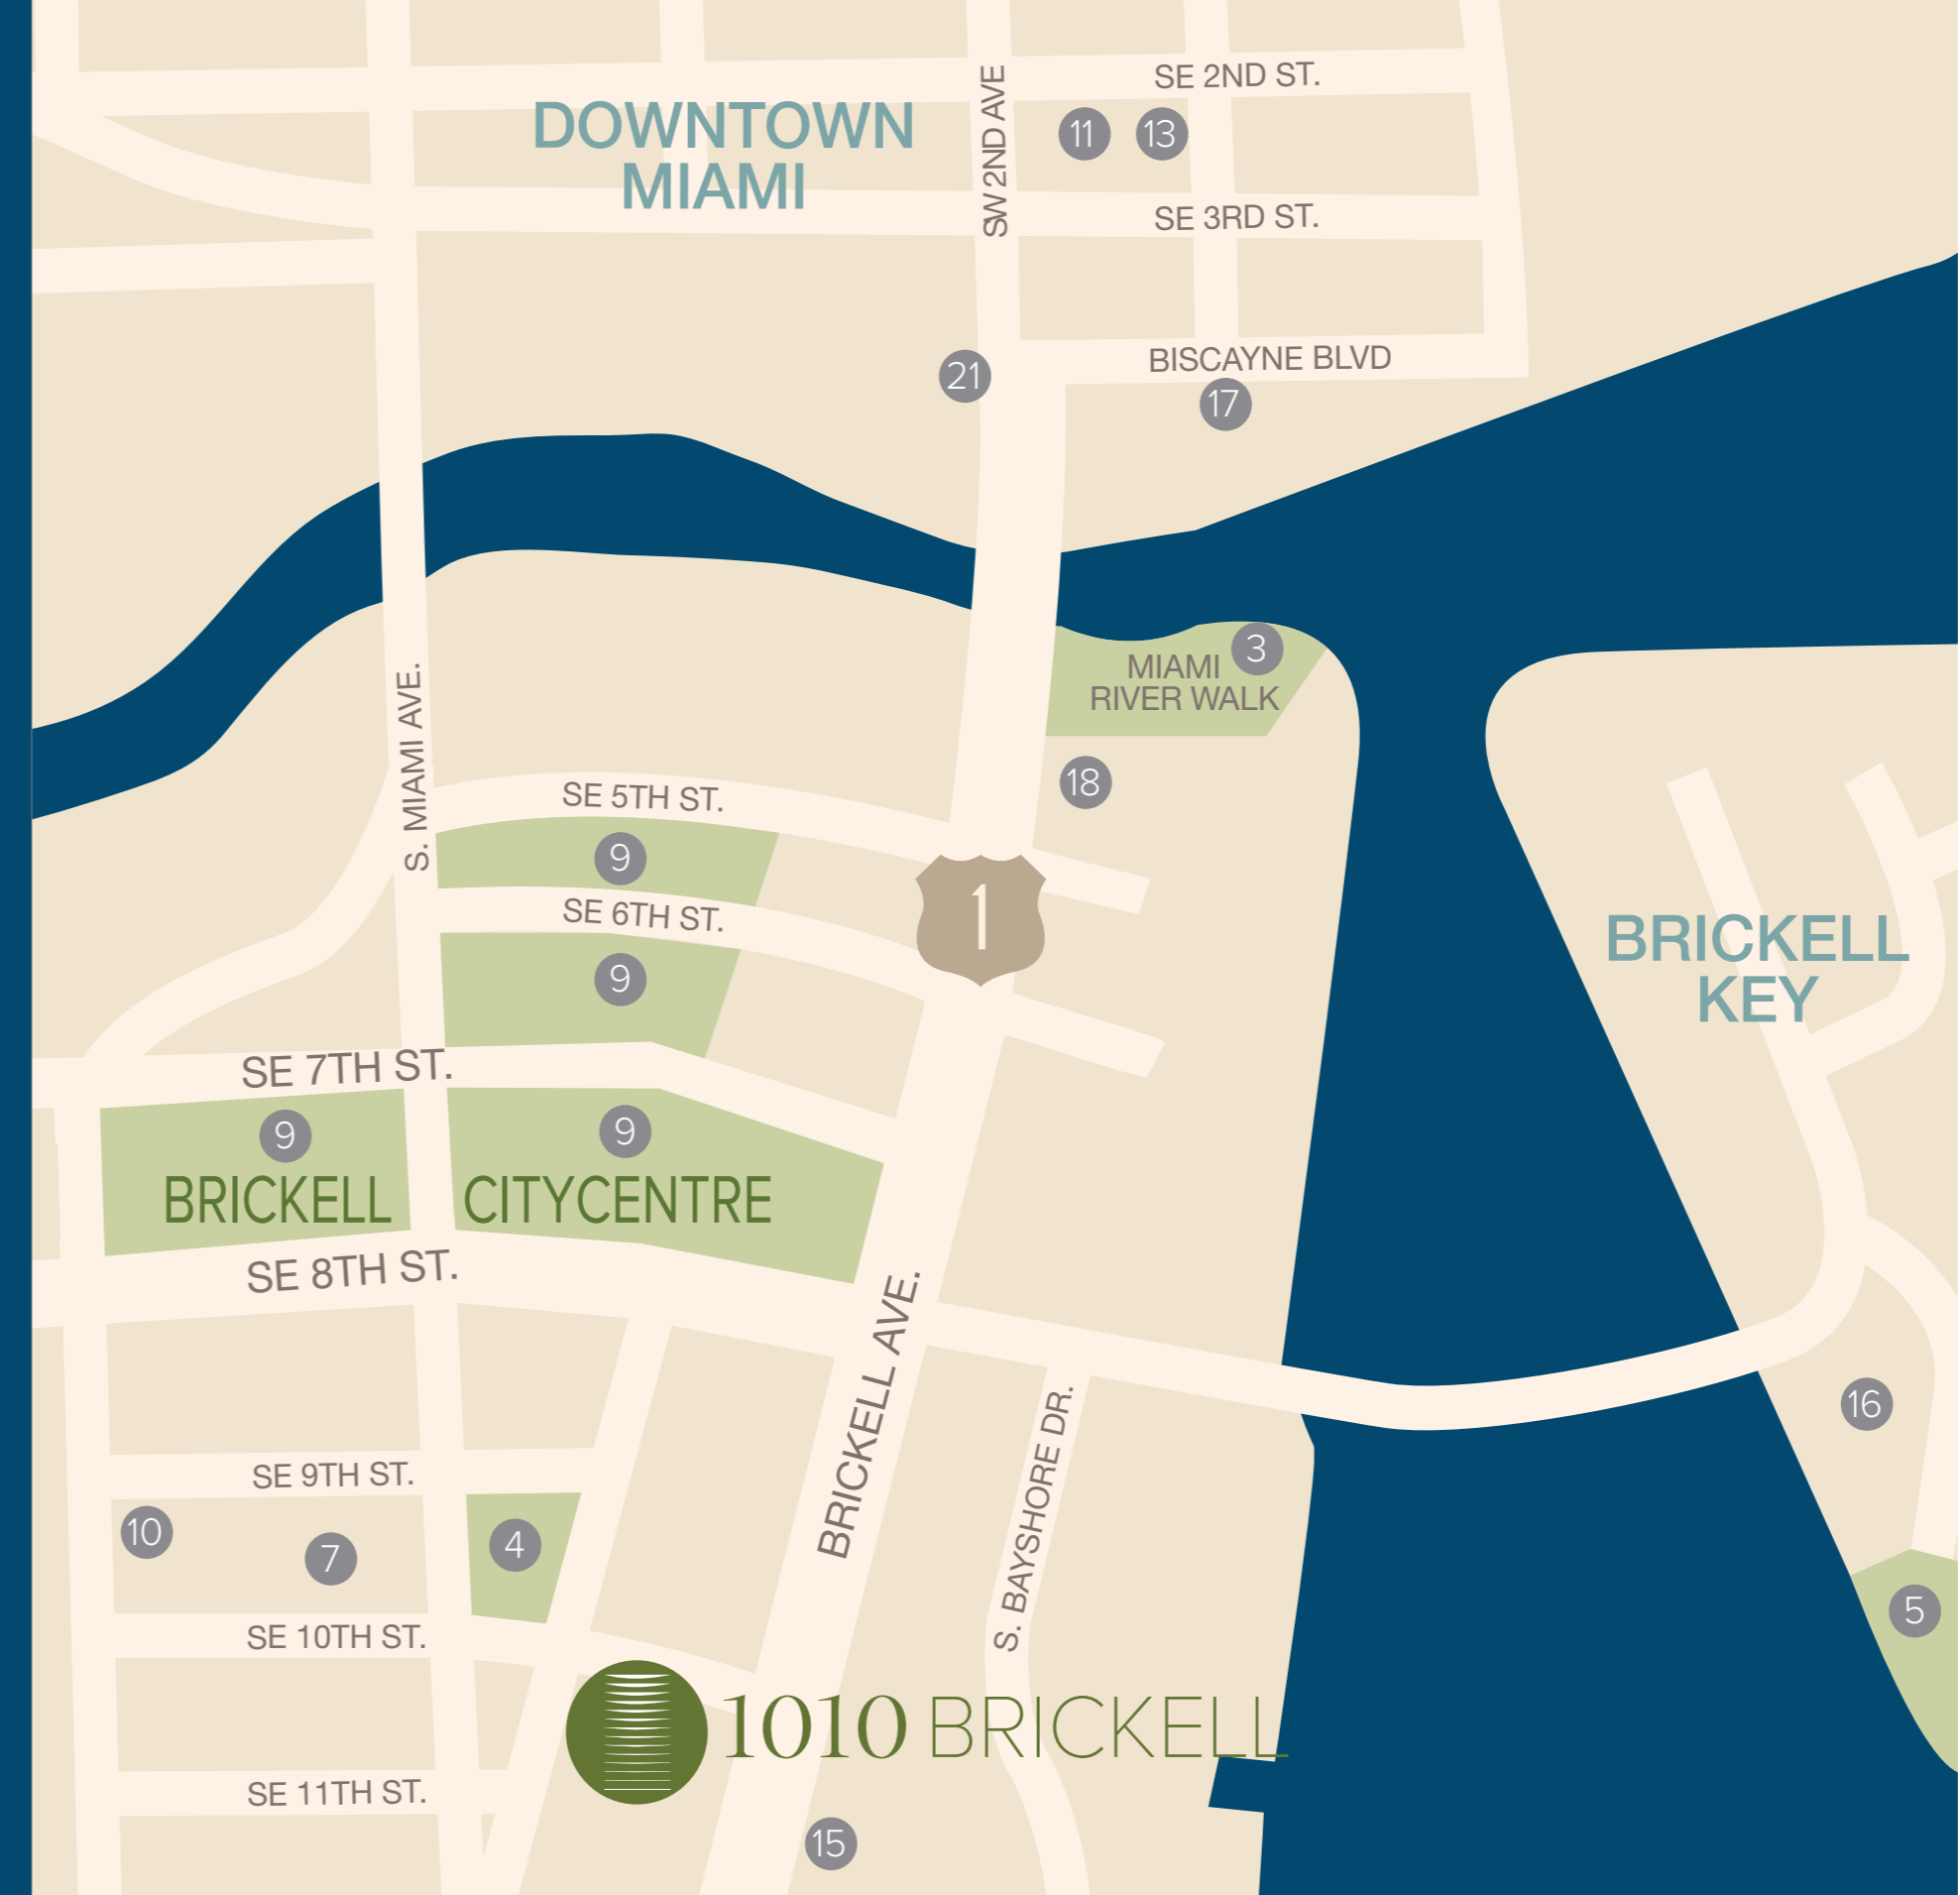 SE 2ND ST.
SW 2ND AVE
DOWNTOWN
MIAMI
11
13
SE 3RD ST.
BISCAYNE BLVD
21
17
3
MIAMI
RIVER WALK
S. MIAMI AVE.
18
SE 5TH ST.
9
SE 6TH ST.
1
9
BRICKELL
KEY
SE 7TH ST.
9
9
BRICKELL CITYCENTRE
SE 8TH ST.
BRICKELL AVE.
S. BAYSHORE DR.
16
SE 9TH ST.
10
7
4
5
SE 10TH ST.
1010 BRICKELL
SE 11TH ST.
15